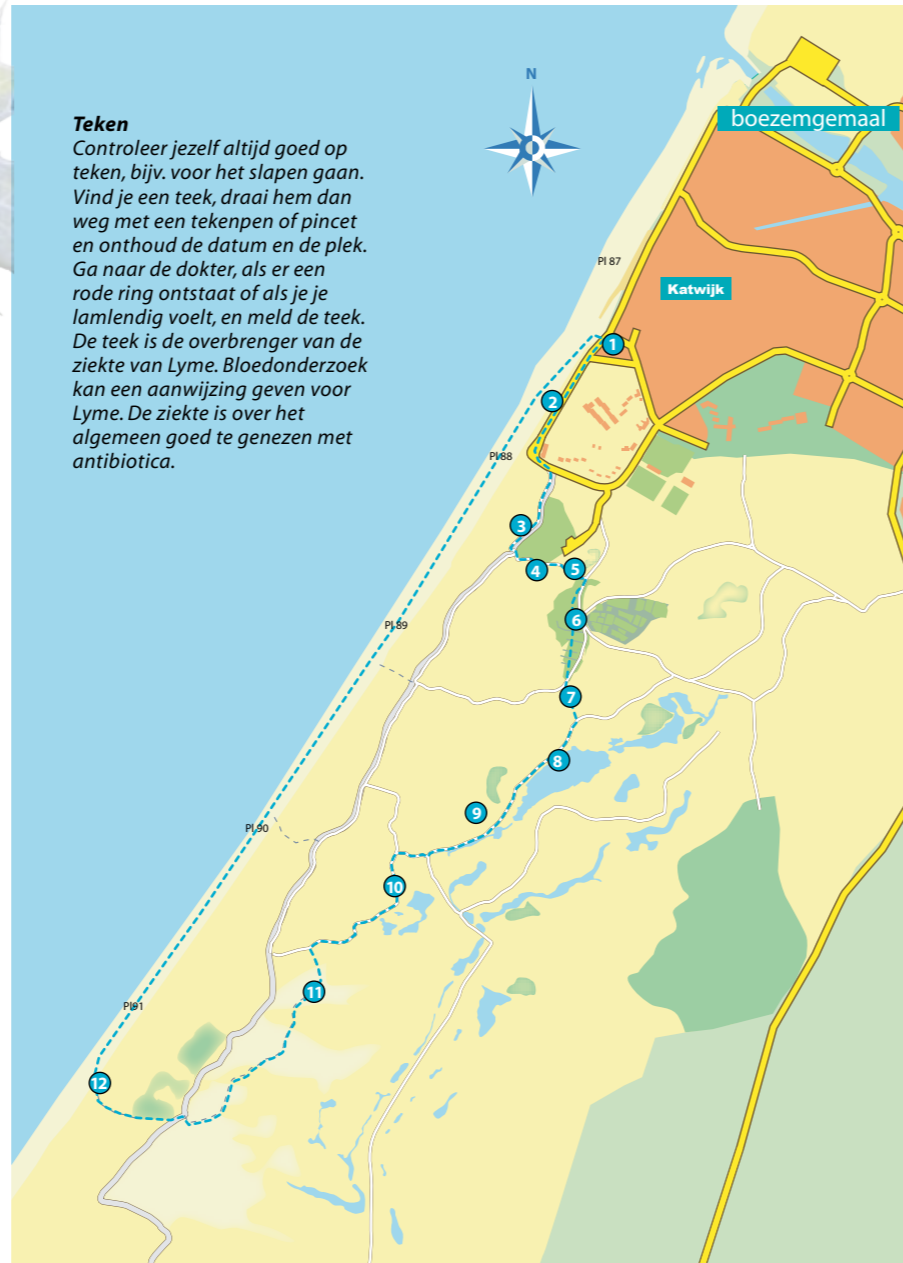 Teken
Controleer jezelf altijd goed op
teken, bijv. voor het slapen gaan.
Vind je een teek, draai hem dan
weg met een tekenpen of pincet
en onthoud de datum en de plek.
Ga naar de dokter, als er een
rode ring ontstaat of als je je
lamlendig voelt, en meld de teek.
De teek is de overbrenger van de
ziekte van Lyme. Bloedonderzoek
kan een aanwijzing geven voor
Lyme. De ziekte is over het
algemeen goed te genezen met
antibiotica.
N
boezemgemaal
Pl 87
Katwijk
1
2
Pl 88
3
4
5
6
Pl 89
7
8
9
Pl 90
10
11
Pl 91
12